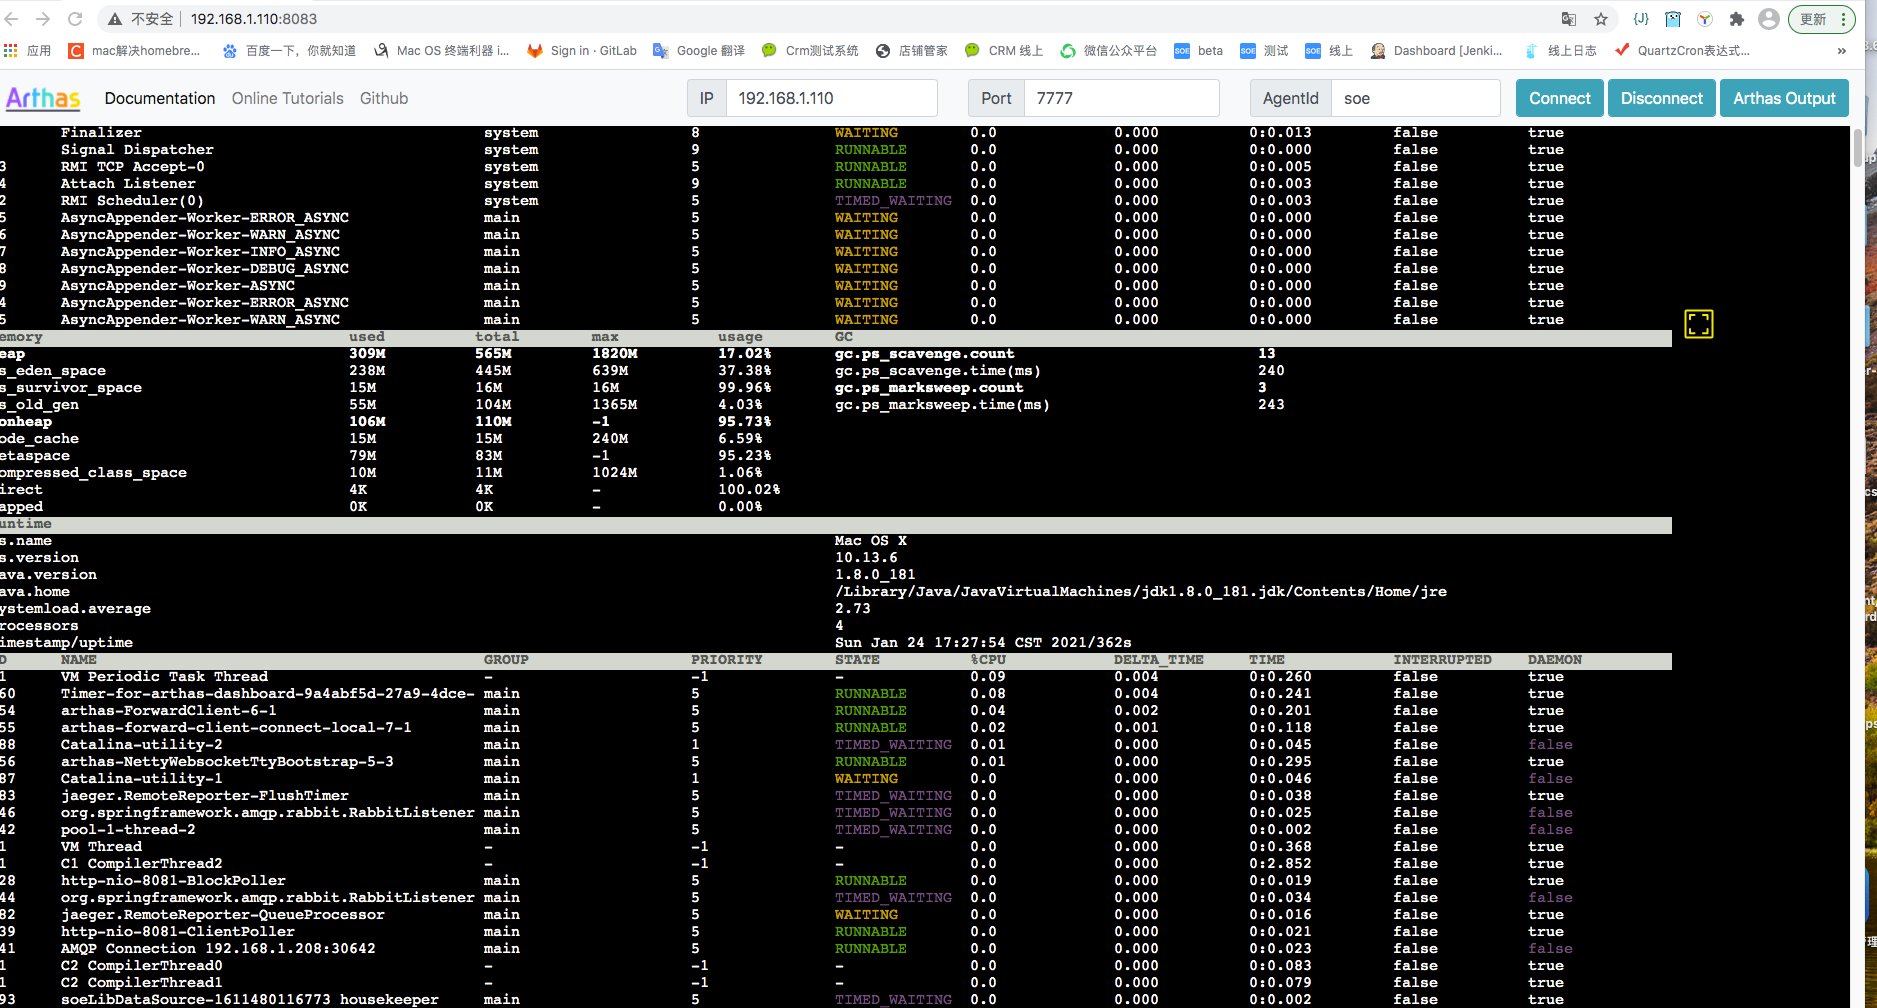 不安全 192.168.1.110:8083 更新
应用 mac解决homebre... 百度一下，你就知道 Mac OS 终端利器 i... Sign in · GitLab Google 翻译 Crm测试系统 店铺管家 CRM 线上 微信公众平台 beta 测试 线上 Dashboard [Jenki... 线上日志 QuartzCron表达式... »
Arthas Documentation Online Tutorials Github IP 192.168.1.110 Port 7777 AgentId soe Connect Disconnect Arthas Output
Finalizer system 8 WAITING 0.0 0.000 0:0.013 false true
Signal Dispatcher system 9 RUNNABLE 0.0 0.000 0:0.000 false true
3 RMI TCP Accept-0 system 5 RUNNABLE 0.0 0.000 0:0.005 false true
4 Attach Listener system 9 RUNNABLE 0.0 0.000 0:0.003 false true
2 RMI Scheduler(0) system 5 TIMED_WAITING 0.0 0.000 0:0.003 false true
5 AsyncAppender-Worker-ERROR_ASYNC main 5 WAITING 0.0 0.000 0:0.000 false true
6 AsyncAppender-Worker-WARN_ASYNC main 5 WAITING 0.0 0.000 0:0.000 false true
7 AsyncAppender-Worker-INFO_ASYNC main 5 WAITING 0.0 0.000 0:0.000 false true
8 AsyncAppender-Worker-DEBUG_ASYNC main 5 WAITING 0.0 0.000 0:0.000 false true
9 AsyncAppender-Worker-ASYNC main 5 WAITING 0.0 0.000 0:0.000 false true
4 AsyncAppender-Worker-ERROR_ASYNC main 5 WAITING 0.0 0.000 0:0.000 false true
5 AsyncAppender-Worker-WARN_ASYNC main 5 WAITING 0.0 0.000 0:0.000 false true
emory used total max usage GC
eap 309M 565M 1820M 17.02% gc.ps_scavenge.count 13
s_eden_space 238M 445M 639M 37.38% gc.ps_scavenge.time(ms) 240
s_survivor_space 15M 16M 16M 99.96% gc.ps_marksweep.count 3
s_old_gen 55M 104M 1365M 4.03% gc.ps_marksweep.time(ms) 243
onheap 106M 110M -1 95.73%
ode_cache 15M 15M 240M 6.59%
etaspace 79M 83M -1 95.23%
ompressed_class_space 10M 11M 1024M 1.06%
irect 4K 4K - 100.02%
apped 0K 0K - 0.00%
untime
s.name Mac OS X
s.version 10.13.6
ava.version 1.8.0_181
ava.home /Library/Java/JavaVirtualMachines/jdk1.8.0_181.jdk/Contents/Home/jre
ystemload.average 2.73
rocessors 4
imestamp/uptime Sun Jan 24 17:27:54 CST 2021/362s
D NAME GROUP PRIORITY STATE %CPU DELTA_TIME TIME INTERRUPTED DAEMON
1 VM Periodic Task Thread - -1 - 0.09 0.004 0:0.260 false true
60 Timer-for-arthas-dashboard-9a4abf5d-27a9-4dce- main 5 RUNNABLE 0.08 0.004 0:0.241 false true
54 arthas-ForwardClient-6-1 main 5 RUNNABLE 0.04 0.002 0:0.201 false true
55 arthas-forward-client-connect-local-7-1 main 5 RUNNABLE 0.02 0.001 0:0.118 false true
88 Catalina-utility-2 main 1 TIMED_WAITING 0.01 0.000 0:0.045 false false
56 arthas-NettyWebsocketTtyBootstrap-5-3 main 5 RUNNABLE 0.01 0.000 0:0.295 false true
87 Catalina-utility-1 main 1 WAITING 0.0 0.000 0:0.046 false false
83 jaeger.RemoteReporter-FlushTimer main 5 TIMED_WAITING 0.0 0.000 0:0.038 false true
46 org.springframework.amqp.rabbit.RabbitListener main 5 TIMED_WAITING 0.0 0.000 0:0.025 false false
42 pool-1-thread-2 main 5 TIMED_WAITING 0.0 0.000 0:0.002 false false
1 VM Thread - -1 - 0.0 0.000 0:0.368 false true
1 C1 CompilerThread2 - -1 - 0.0 0.000 0:2.852 false true
28 http-nio-8081-BlockPoller main 5 RUNNABLE 0.0 0.000 0:0.019 false true
44 org.springframework.amqp.rabbit.RabbitListener main 5 TIMED_WAITING 0.0 0.000 0:0.034 false false
82 jaeger.RemoteReporter-QueueProcessor main 5 WAITING 0.0 0.000 0:0.016 false true
39 http-nio-8081-ClientPoller main 5 RUNNABLE 0.0 0.000 0:0.021 false true
41 AMQP Connection 192.168.1.208:30642 main 5 RUNNABLE 0.0 0.000 0:0.023 false false
1 C2 CompilerThread0 - -1 - 0.0 0.000 0:0.083 false true
1 C2 CompilerThread1 - -1 - 0.0 0.000 0:0.079 false true
93 soeLibDataSource-1611480116773 housekeeper main 5 TIMED_WAITING 0.0 0.000 0:0.002 false true